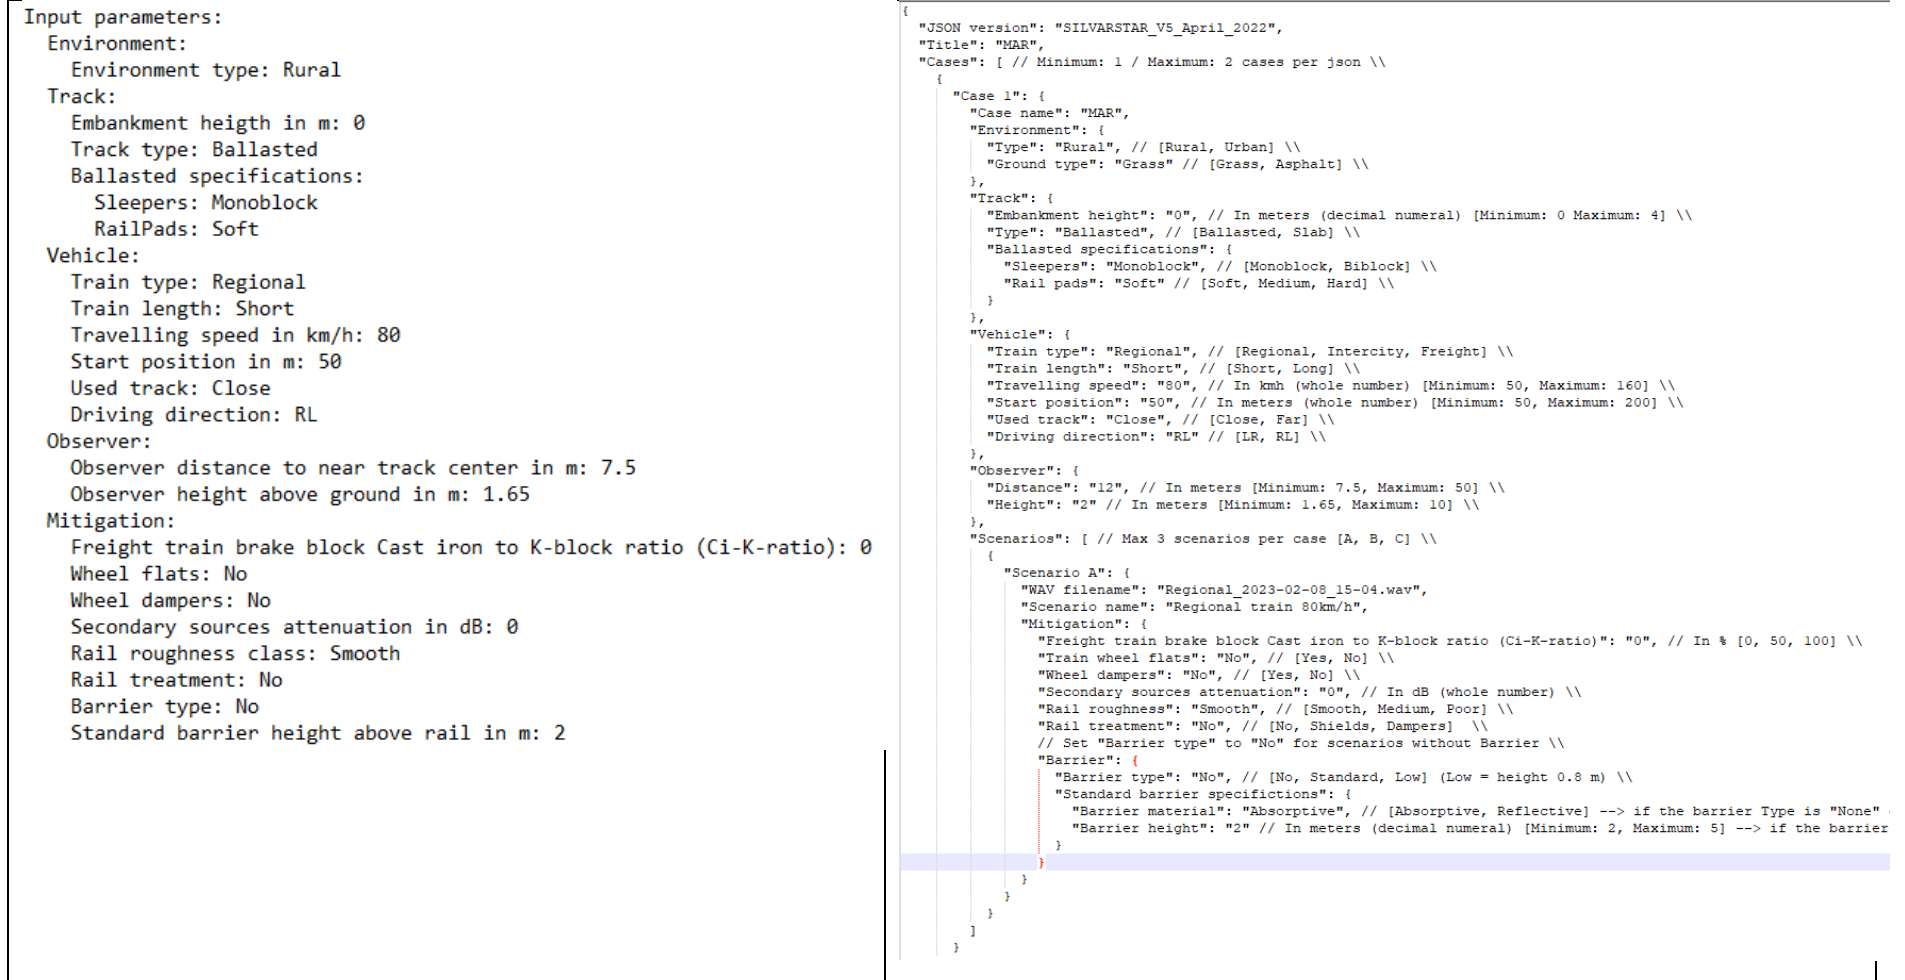 Input parameters:
Environment:
Environment type: Rural
Track:
Embankment heigth in m: 0
Track type: Ballasted
Ballasted specifications:
Sleepers: Monoblock
RailPads: Soft
Vehicle:
Train type: Regional
Train length: Short
Travelling speed in km/h: 80
Start position in m: 50
Used track: Close
Driving direction: RL
Observer:
Observer distance to near track center in m: 7.5
Observer height above ground in m: 1.65
Mitigation:
Freight train brake block Cast iron to K-block ratio (Ci-K-ratio): 0
Wheel flats: No
Wheel dampers: No
Secondary sources attenuation in dB: 0
Rail roughness class: Smooth
Rail treatment: No
Barrier type: No
Standard barrier height above rail in m: 2
{
"JSON version": "SILVARSTAR_V5_April_2022",
"Title": "MAR",
"Cases": [ // Minimum: 1 / Maximum: 2 cases per json \\
{
"Case 1": {
"Case name": "MAR",
"Environment": {
"Type": "Rural", // [Rural, Urban] \\
"Ground type": "Grass" // [Grass, Asphalt] \\
},
"Track": {
"Embankment height": "0", // In meters (decimal numeral) [Minimum: 0 Maximum: 4] \\
"Type": "Ballasted", // [Ballasted, Slab] \\
"Ballasted specifications": {
"Sleepers": "Monoblock", // [Monoblock, Biblock] \\
"Rail pads": "Soft" // [Soft, Medium, Hard] \\
}
},
"Vehicle": {
"Train type": "Regional", // [Regional, Intercity, Freight] \\
"Train length": "Short", // [Short, Long] \\
"Travelling speed": "80", // In kmh (whole number) [Minimum: 50, Maximum: 160] \\
"Start position": "50", // In meters (whole number) [Minimum: 50, Maximum: 200] \\
"Used track": "Close", // [Close, Far] \\
"Driving direction": "RL" // [LR, RL] \\
},
"Observer": {
"Distance": "12", // In meters [Minimum: 7.5, Maximum: 50] \\
"Height": "2" // In meters [Minimum: 1.65, Maximum: 10] \\
},
"Scenarios": [ // Max 3 scenarios per case [A, B, C] \\
{
"Scenario A": {
"WAV filename": "Regional_2023-02-08_15-04.wav",
"Scenario name": "Regional train 80km/h",
"Mitigation": {
"Freight train brake block Cast iron to K-block ratio (Ci-K-ratio)": "0", // In % [0, 50, 100] \\
"Train wheel flats": "No", // [Yes, No] \\
"Wheel dampers": "No", // [Yes, No] \\
"Secondary sources attenuation": "0", // In dB (whole number) \\
"Rail roughness": "Smooth", // [Smooth, Medium, Poor] \\
"Rail treatment": "No", // [No, Shields, Dampers]  \\
// Set "Barrier type" to "No" for scenarios without Barrier \\
"Barrier": {
"Barrier type": "No", // [No, Standard, Low] (Low = height 0.8 m) \\
"Standard barrier specifictions": {
"Barrier material": "Absorptive", // [Absorptive, Reflective] --> if the barrier Type is "None"
"Barrier height": "2" // In meters (decimal numeral) [Minimum: 2, Maximum: 5] --> if the barrier
}
}
}
}
}
]
}